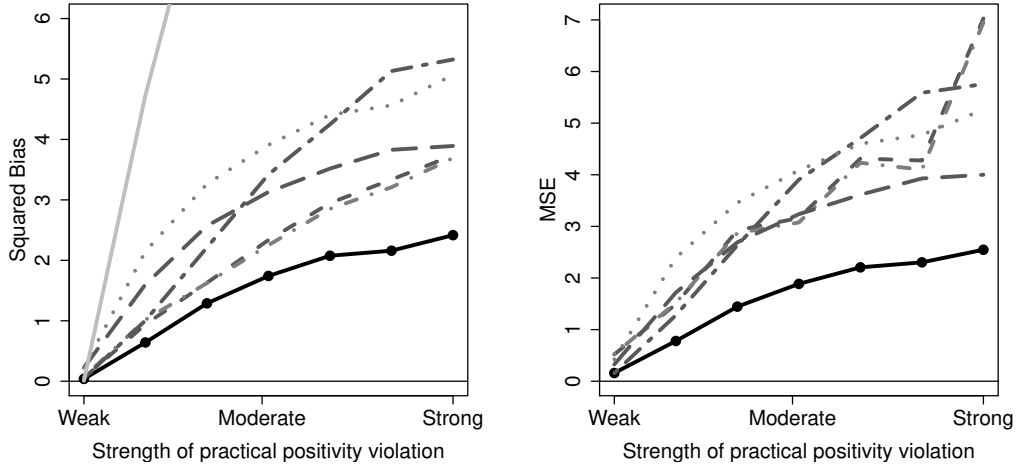 Squared Bias
6
5
4
3
2
1
0
Weak
Moderate
Strong
Strength of practical positivity violation
MSE
7
6
5
4
3
2
1
0
Weak
Moderate
Strong
Strength of practical positivity violation